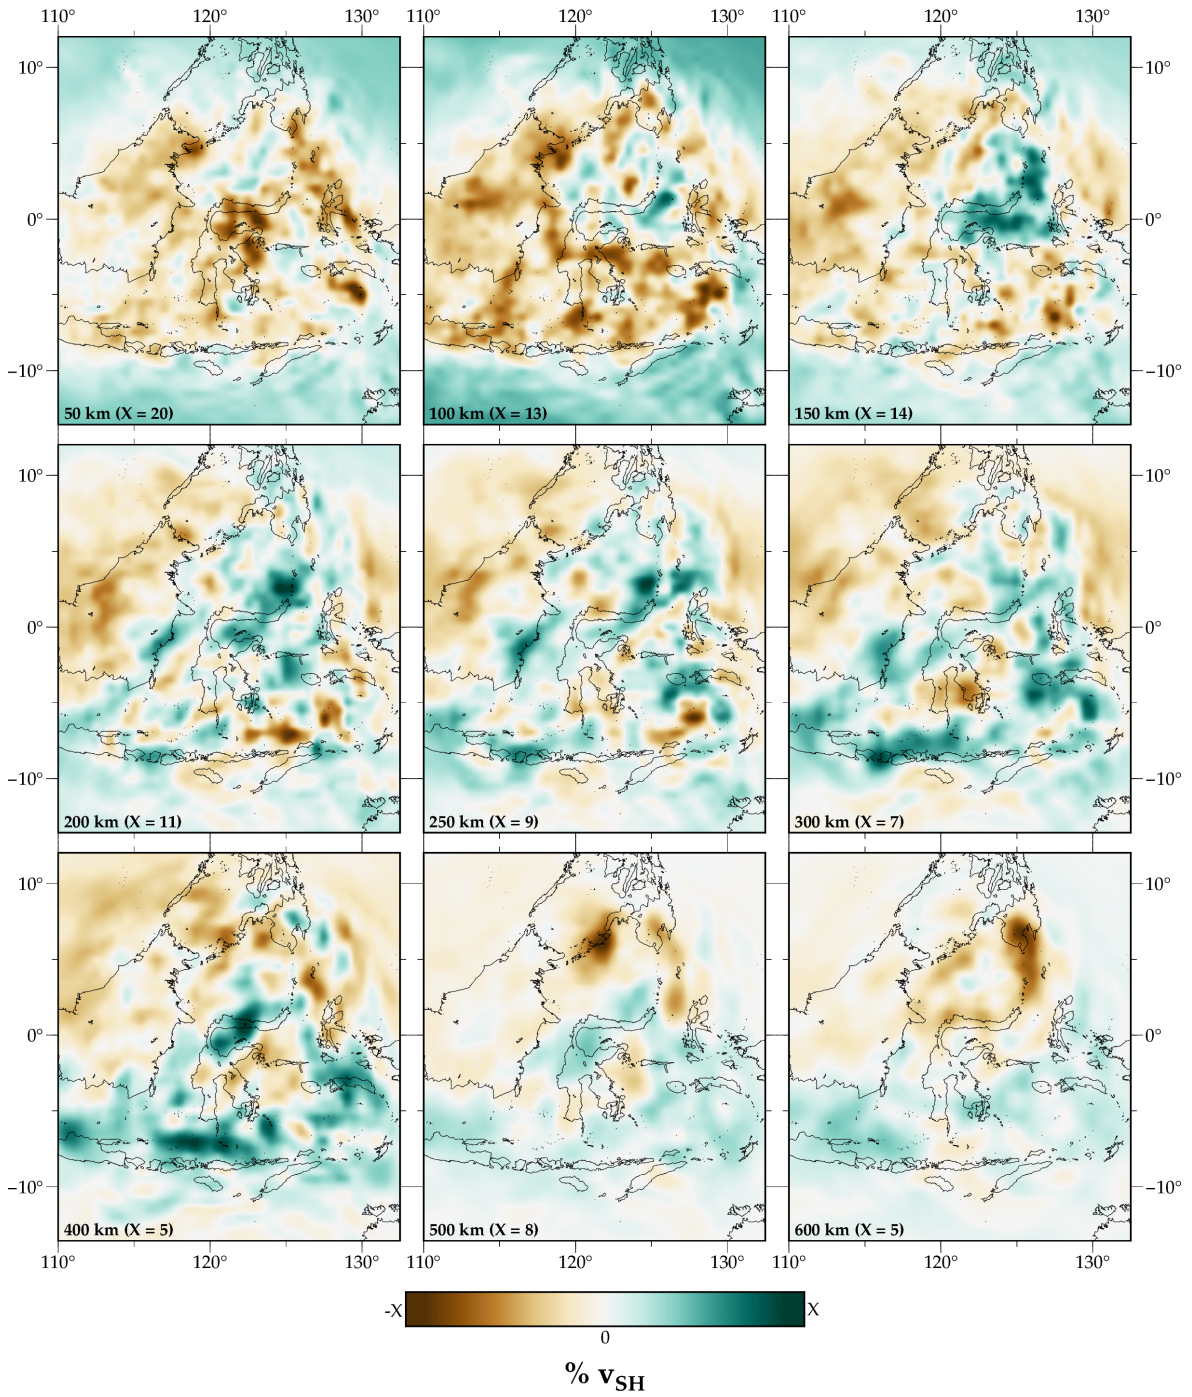 110° 120° 130° 110° 120° 130° 110° 120° 130°
10° 10°
0° 0°
−10° −10°
50 km (X = 20) 100 km (X = 13) 150 km (X = 14)
10° 10°
0° 0°
−10° −10°
200 km (X = 11) 250 km (X = 9) 300 km (X = 7)
10° 10°
0° 0°
−10° −10°
400 km (X = 5) 500 km (X = 8) 600 km (X = 5)
110° 120° 130° 110° 120° 130° 110° 120° 130°
-X X
0
% vSH